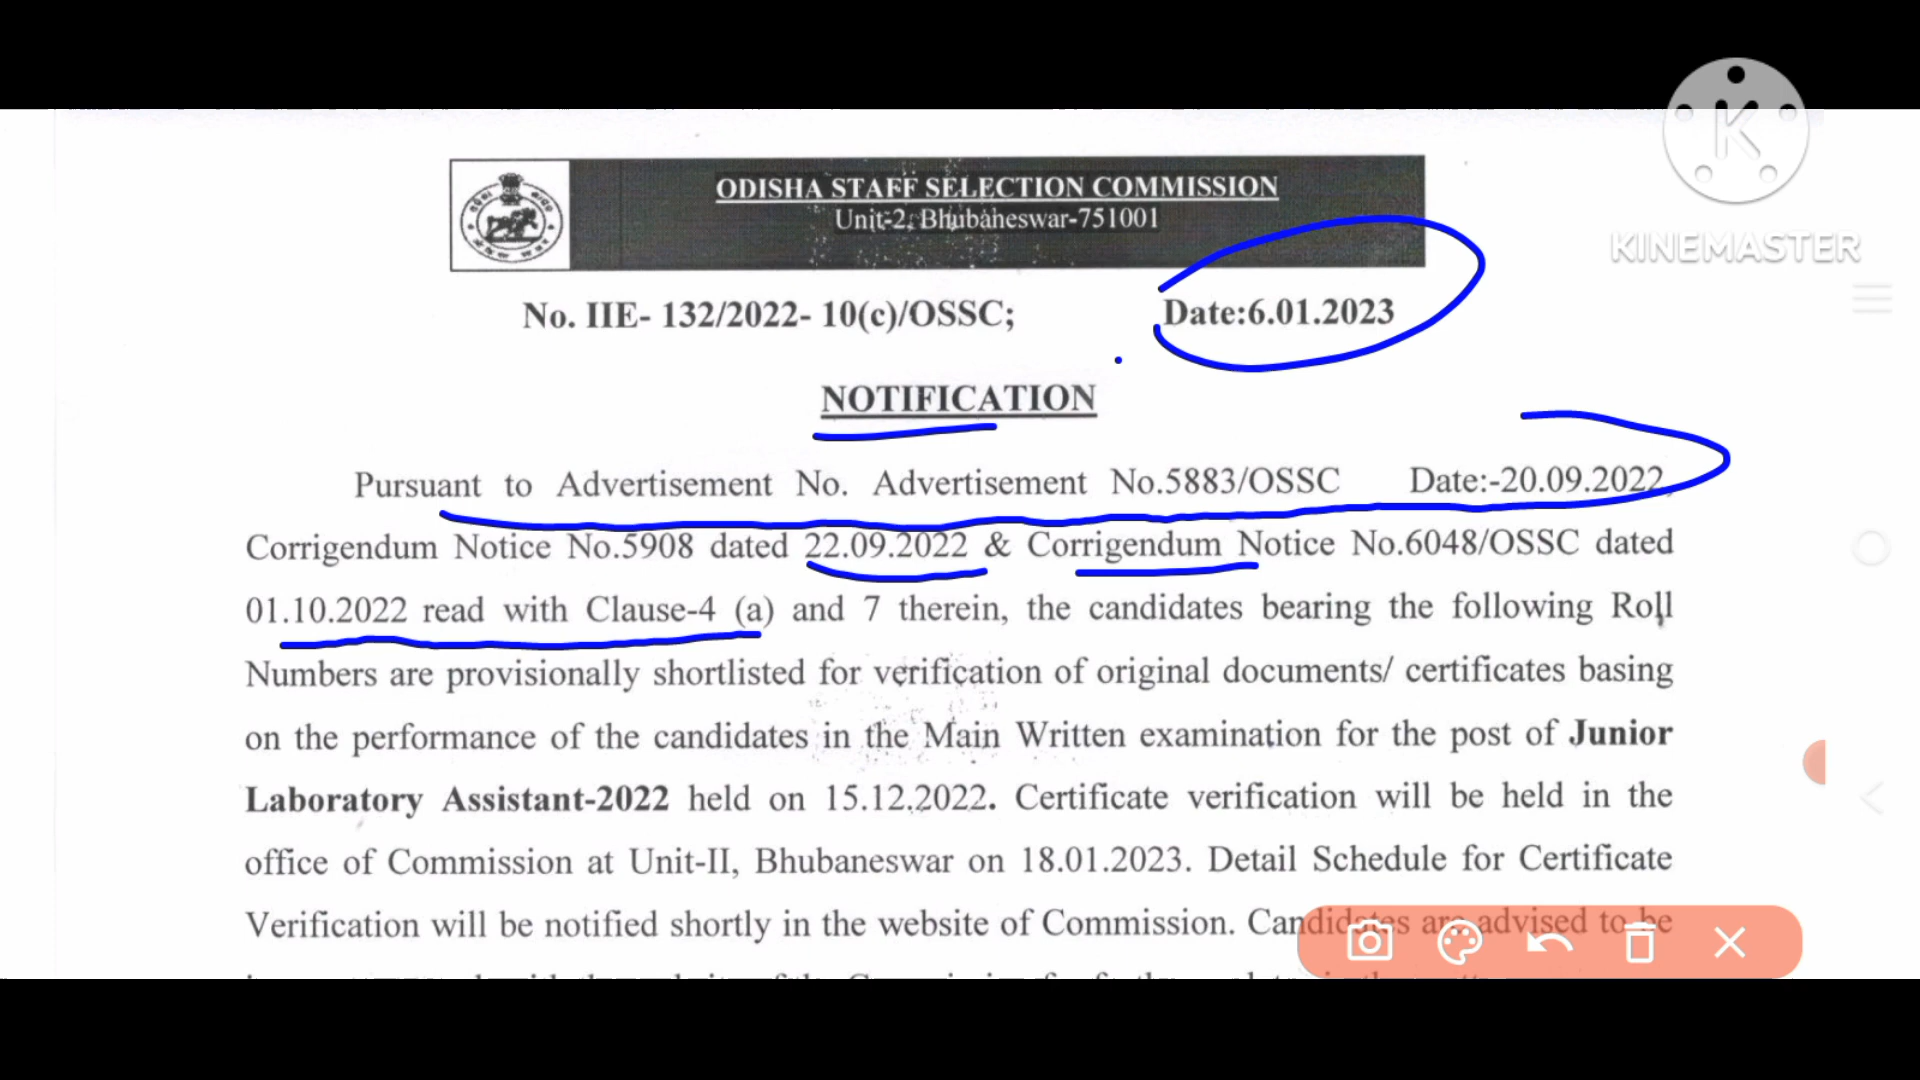 K
KINEMASTER
ODISHA STAFF SELECTION COMMISSION
Unit-2, Bhubaneswar-751001
No. IIE- 132/2022- 10(c)/OSSC; Date:6.01.2023
NOTIFICATION
Pursuant to Advertisement No. Advertisement No.5883/OSSC Date:-20.09.2022,
Corrigendum Notice No.5908 dated 22.09.2022 & Corrigendum Notice No.6048/OSSC dated
01.10.2022 read with Clause-4 (a) and 7 therein, the candidates bearing the following Roll
Numbers are provisionally shortlisted for verification of original documents/ certificates basing
on the performance of the candidates in the Main Written examination for the post of Junior
Laboratory Assistant-2022 held on 15.12.2022. Certificate verification will be held in the
office of Commission at Unit-II, Bhubaneswar on 18.01.2023. Detail Schedule for Certificate
Verification will be notified shortly in the website of Commission. Candidates are advised to be